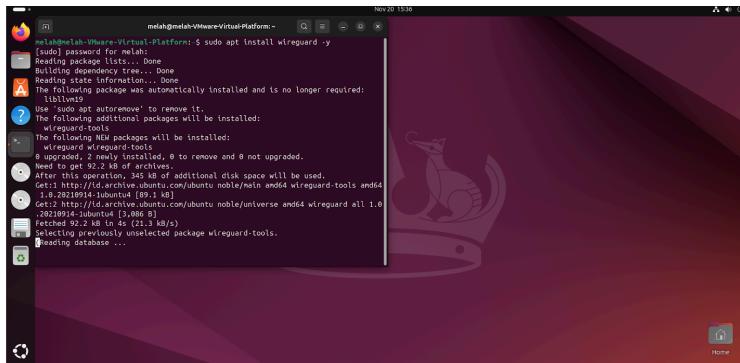 Nov 20 15:36
melah@melah-VMware-Virtual-Platform: ~
melah@melah-VMware-Virtual-Platform:~$ sudo apt install wireguard -y
[sudo] password for melah:
Reading package lists... Done
Building dependency tree... Done
Reading state information... Done
The following package was automatically installed and is no longer required:
  libllvm19
Use 'sudo apt autoremove' to remove it.
The following additional packages will be installed:
  wireguard-tools
The following NEW packages will be installed:
  wireguard wireguard-tools
0 upgraded, 2 newly installed, 0 to remove and 0 not upgraded.
Need to get 92.2 kB of archives.
After this operation, 345 kB of additional disk space will be used.
Get:1 http://id.archive.ubuntu.com/ubuntu noble/main amd64 wireguard-tools amd64
 1.0.20210914-1ubuntu4 [89.1 kB]
Get:2 http://id.archive.ubuntu.com/ubuntu noble/universe amd64 wireguard all 1.0
.20210914-1ubuntu4 [3,086 B]
Fetched 92.2 kB in 4s (21.3 kB/s)
Selecting previously unselected package wireguard-tools.
(Reading database ...
Home